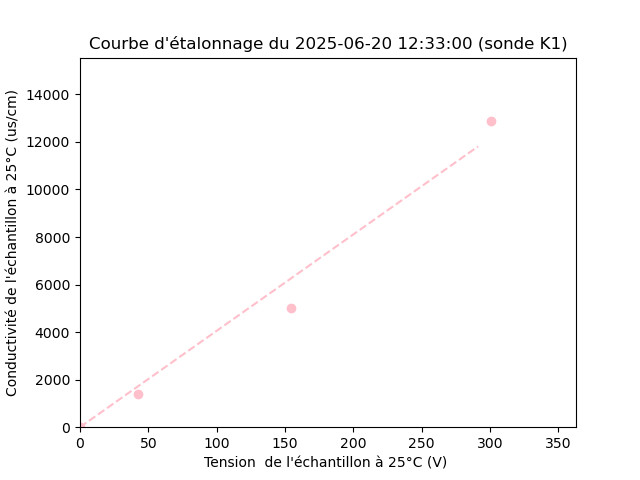 Courbe d'étalonnage du 2025-06-20 12:33:00 (sonde K1)
Conductivité de l'échantillon à 25°C (us/cm)
14000
12000
10000
8000
6000
4000
2000
0
0 50 100 150 200 250 300 350
Tension  de l'échantillon à 25°C (V)